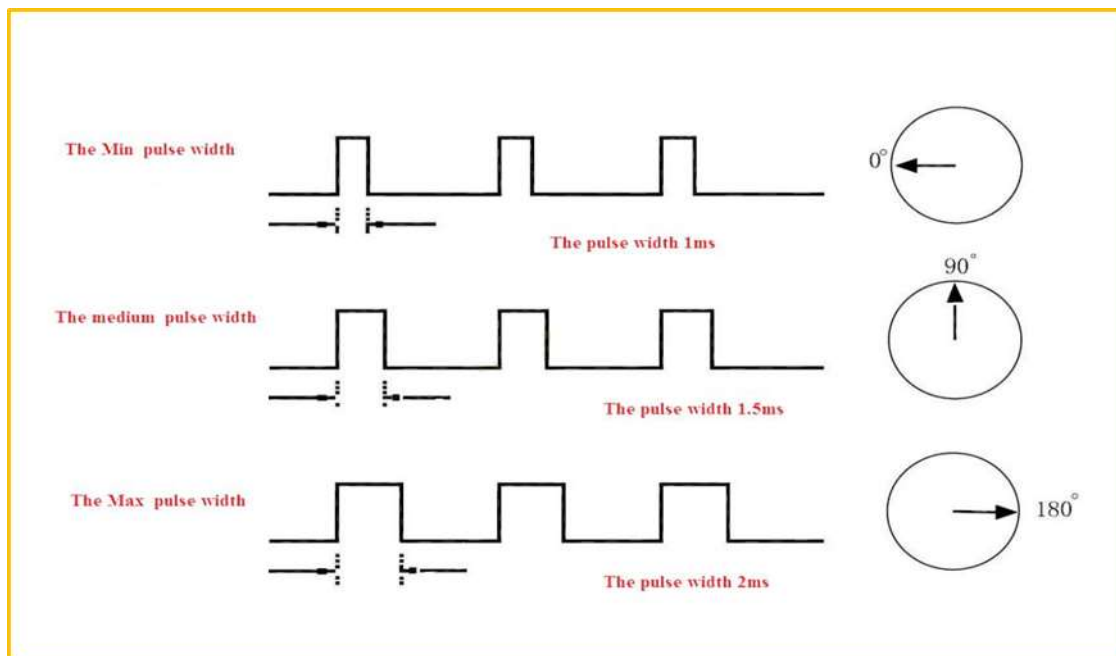 The Min pulse width
0°
The pulse width 1ms
90°
The medium pulse width
The pulse width 1.5ms
The Max pulse width
180°
The pulse width 2ms